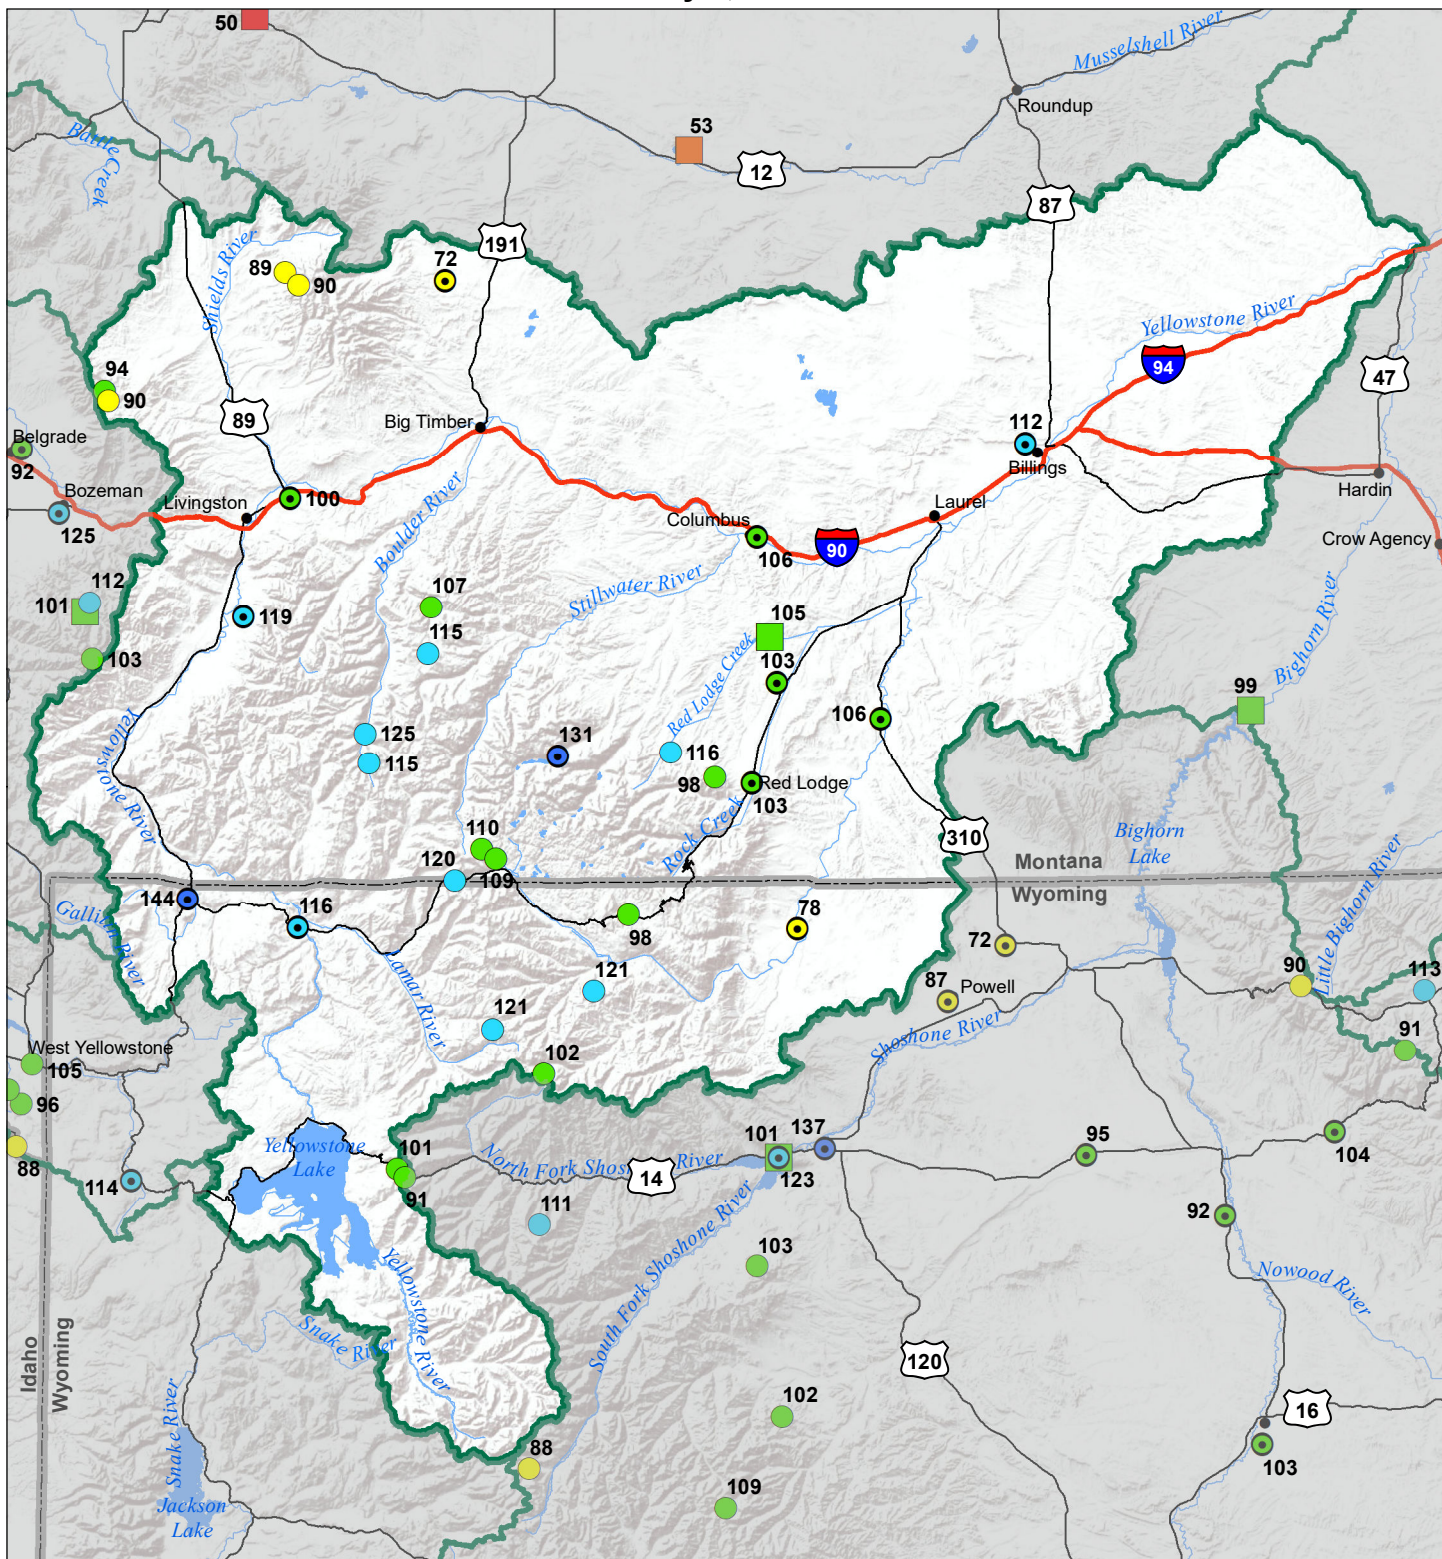 50
Musselshell River
Roundup
Battle Creek
53
12
87
191
Shields River
89
90
72
Yellowstone River
94
47
94
90
89
Big Timber
112
Billings
Belgrade
92
Bozeman
125
Livingston
100
Boulder River
Columbus
106
90
Laurel
Hardin
Crow Agency
112
101
103
119
107
115
Stillwater River
105
Red Lodge Creek
103
106
Bighorn River
99
Yellowstone River
125
115
131
116
98
Red Lodge
103
Rock Creek
310
Bighorn
Lake
Montana
Wyoming
Little Bighorn River
110
109
120
144
Gallatin River
116
98
78
72
87
Powell
90
113
91
Lamar River
121
121
102
Shoshone River
West Yellowstone
105
96
88
114
Yellowstone
Lake
101
91
North Fork Shoshone River
14
101
123
137
95
104
92
111
103
South Fork Shoshone River
Yellowstone River
Snake River
Nowood River
Idaho
Wyoming
120
16
102
103
88
109
Snake River
Jackson
Lake